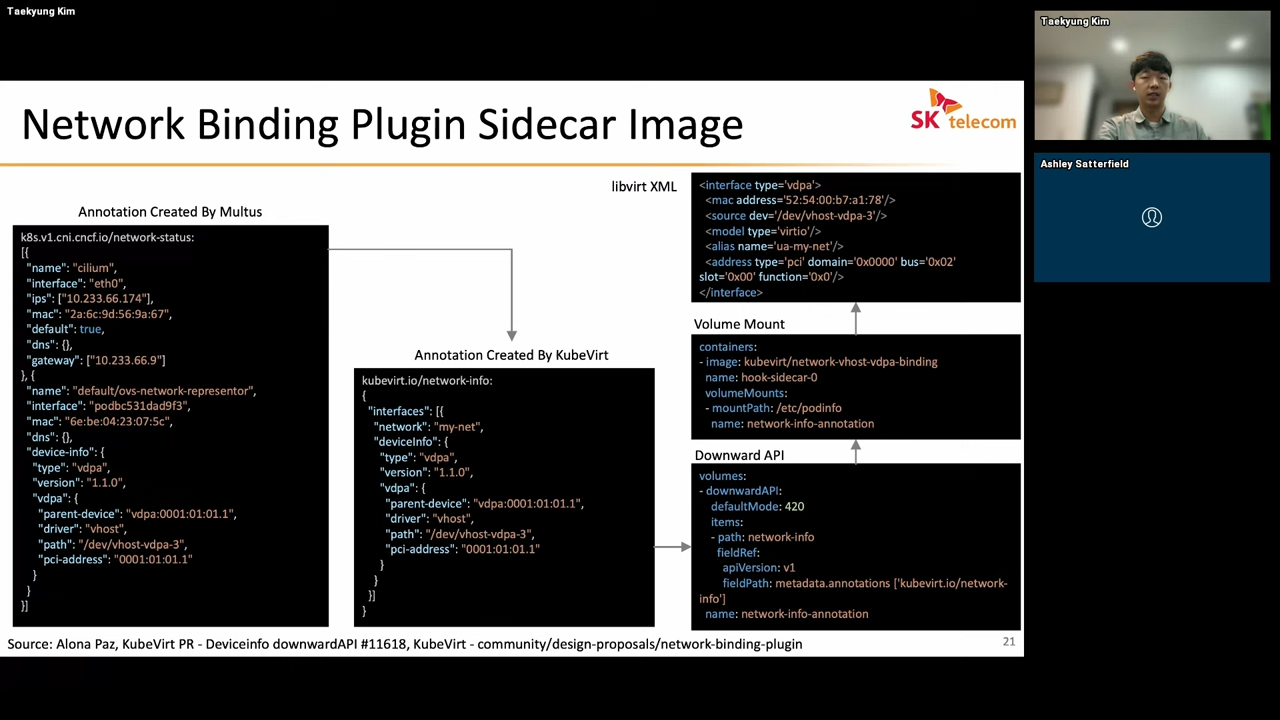 Taekyung Kim
Taekyung Kim
Ashley Satterfield
Network Binding Plugin Sidecar Image
SK telecom
Annotation Created By Multus
k8s.v1.cni.cncf.io/network-status:
[{
"name": "cilium",
"interface": "eth0",
"ips": ["10.233.66.174"],
"mac": "2a:6c:9d:56:9a:67",
"default": true,
"dns": {},
"gateway": ["10.233.66.9"]
}, {
"name": "default/ovs-network-representor",
"interface": "podbc531dad9f3",
"mac": "6e:be:04:23:07:5c",
"dns": {},
"device-info": {
"type": "vdpa",
"version": "1.1.0",
"vdpa": {
"parent-device": "vdpa:0001:01:01.1",
"driver": "vhost",
"path": "/dev/vhost-vdpa-3",
"pci-address": "0001:01:01.1"
}
}
}]
Annotation Created By KubeVirt
kubevirt.io/network-info:
{
"interfaces": [{
"network": "my-net",
"deviceInfo": {
"type": "vdpa",
"version": "1.1.0",
"vdpa": {
"parent-device": "vdpa:0001:01:01.1",
"driver": "vhost",
"path": "/dev/vhost-vdpa-3",
"pci-address": "0001:01:01.1"
}
}
}]
}
libvirt XML
<interface type='vdpa'>
<mac address='52:54:00:b7:a1:78'/>
<source dev='/dev/vhost-vdpa-3'/>
<model type='virtio'/>
<alias name='ua-my-net'/>
<address type='pci' domain='0x0000' bus='0x02'
slot='0x00' function='0x0'/>
</interface>
Volume Mount
containers:
- image: kubevirt/network-vhost-vdpa-binding
name: hook-sidecar-0
volumeMounts:
- mountPath: /etc/podinfo
name: network-info-annotation
Downward API
volumes:
- downwardAPI:
defaultMode: 420
items:
- path: network-info
fieldRef:
apiVersion: v1
fieldPath: metadata.annotations ['kubevirt.io/network-
info']
name: network-info-annotation
Source: Alona Paz, KubeVirt PR - Deviceinfo downwardAPI #11618, KubeVirt - community/design-proposals/network-binding-plugin
21